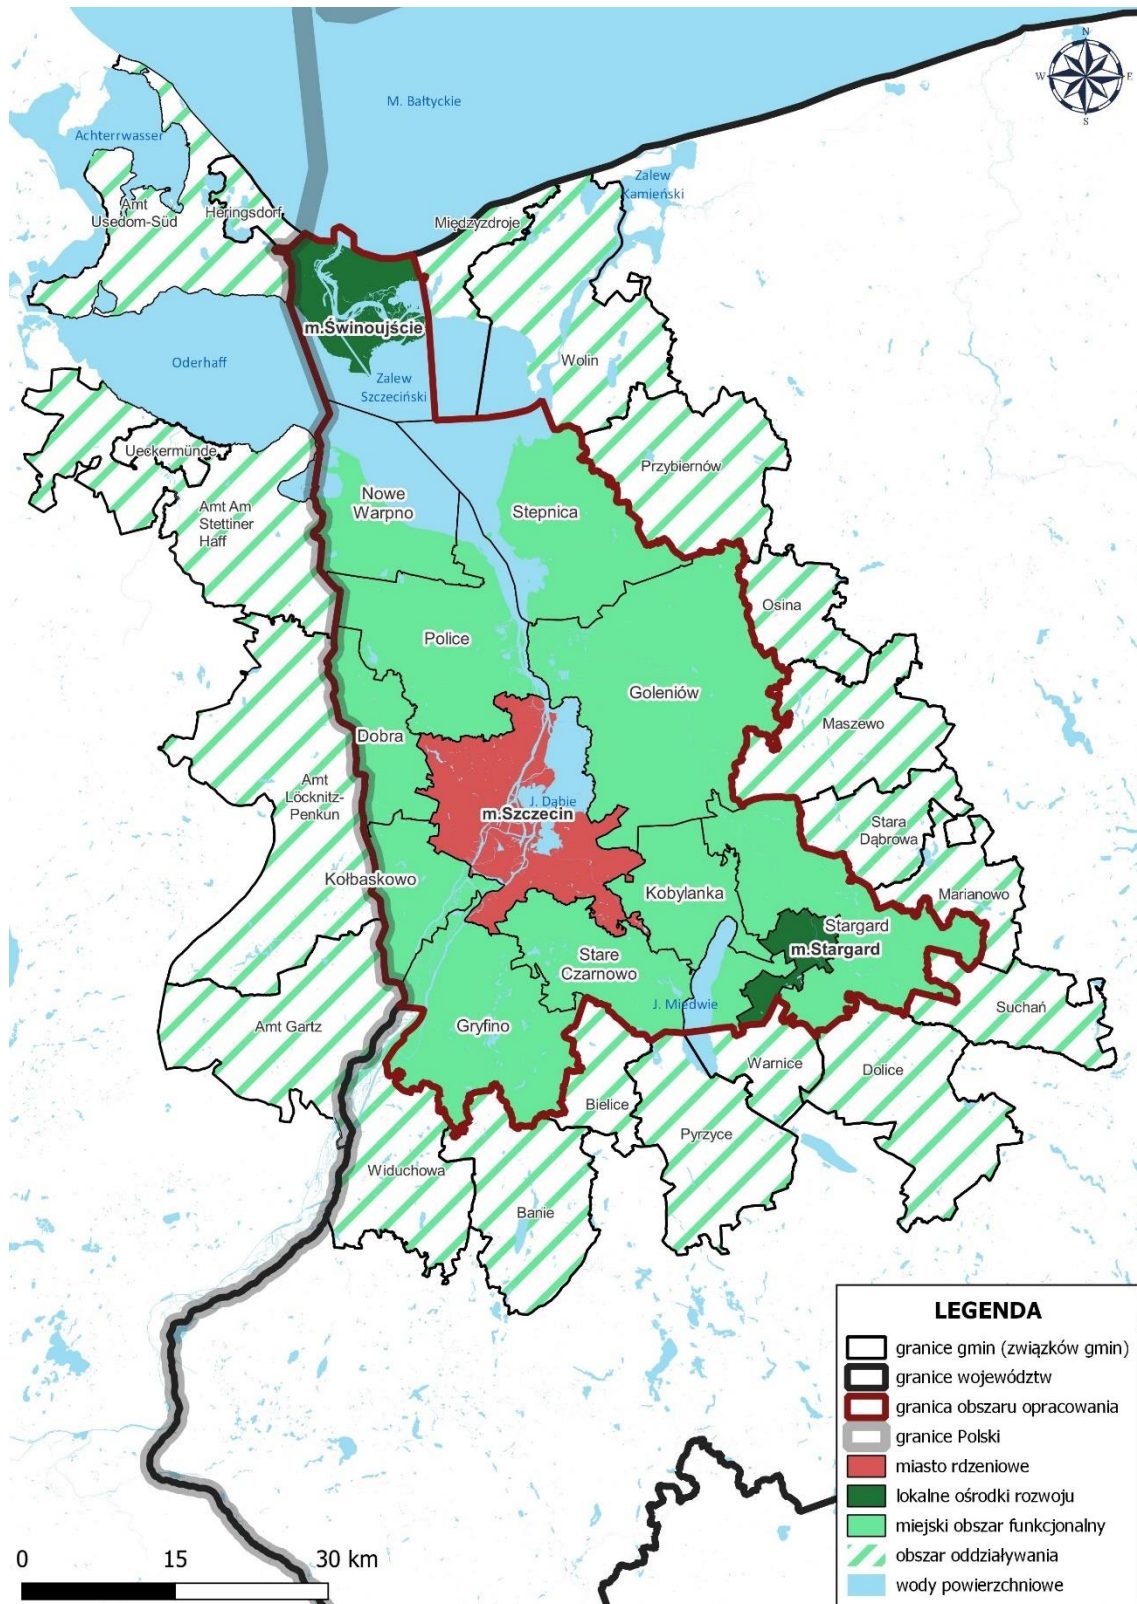 N
W
E
S
M. Bałtyckie
Achterrwasser
Zalew
Kamieński
Amt
Usedom-Süd
Heringsdorf
Międzyzdroje
m.Świnoujście
Oderhaff
Zalew
Szczeciński
Wolin
Ueckermünde
Przybiernów
Nowe
Warpno
Stepnica
Amt Am
Stettiner
Haff
Osina
Police
Goleniów
Maszewo
Dobra
Amt
Löcknitz-
Penkun
J. Dąbie
m.Szczecin
Stara
Dąbrowa
Kołbaskowo
Kobylanka
Marianowo
Stargard
m.Stargard
Stare
Czarnowo
J. Miedwie
Suchań
Amt Gartz
Gryfino
Warnice
Dolice
Bielice
Pyrzyce
Widuchowa
Banie
LEGENDA
granice gmin (związków gmin)
granice województw
granica obszaru opracowania
granice Polski
miasto rdzeniowe
lokalne ośrodki rozwoju
miejski obszar funkcjonalny
obszar oddziaływania
wody powierzchniowe
0 15 30 km